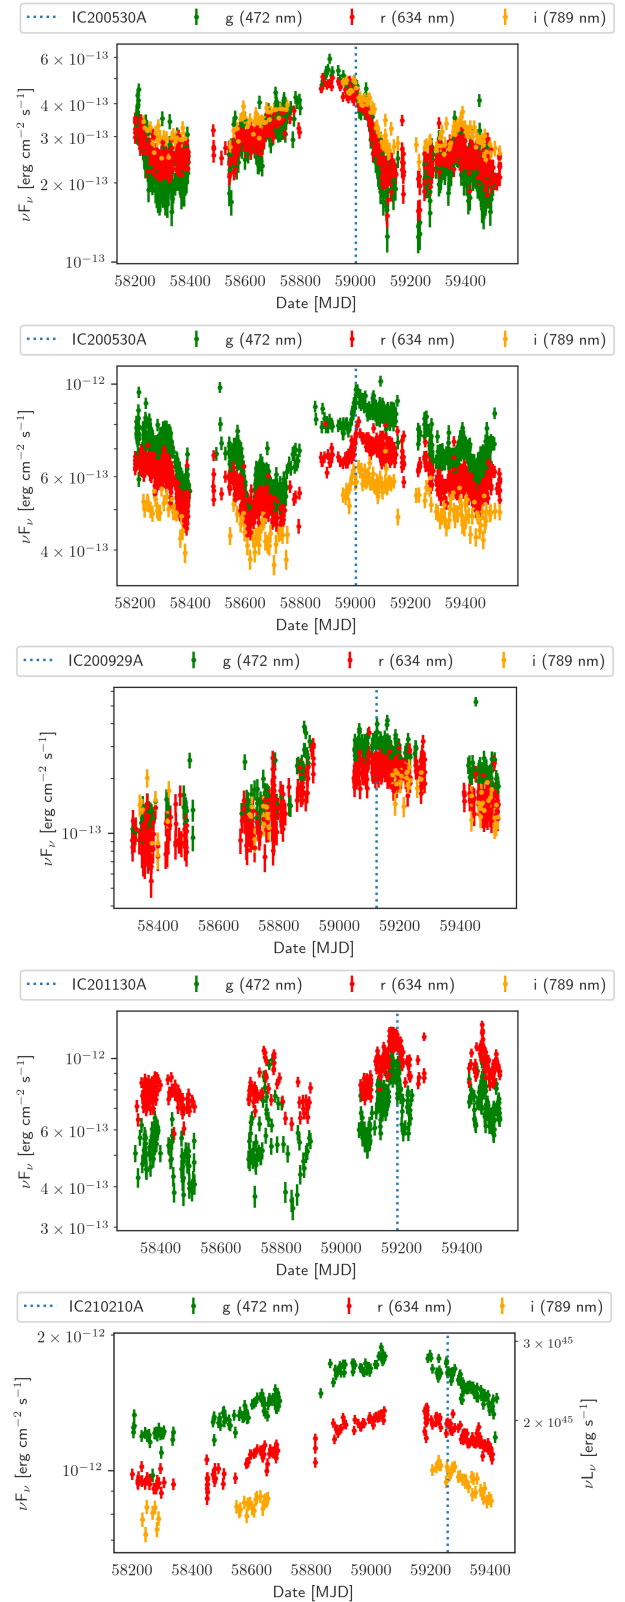 IC200530A g (472 nm) r (634 nm) i (789 nm)
6 × 10⁻¹³
4 × 10⁻¹³
3 × 10⁻¹³
2 × 10⁻¹³
10⁻¹³
νFν [erg cm⁻² s⁻¹]
58200 58400 58600 58800 59000 59200 59400
Date [MJD]
IC200530A g (472 nm) r (634 nm) i (789 nm)
10⁻¹²
6 × 10⁻¹³
4 × 10⁻¹³
νFν [erg cm⁻² s⁻¹]
58200 58400 58600 58800 59000 59200 59400
Date [MJD]
IC200929A g (472 nm) r (634 nm) i (789 nm)
10⁻¹³
νFν [erg cm⁻² s⁻¹]
58400 58600 58800 59000 59200 59400
Date [MJD]
IC201130A g (472 nm) r (634 nm) i (789 nm)
10⁻¹²
6 × 10⁻¹³
4 × 10⁻¹³
3 × 10⁻¹³
νFν [erg cm⁻² s⁻¹]
58400 58600 58800 59000 59200 59400
Date [MJD]
IC210210A g (472 nm) r (634 nm) i (789 nm)
2 × 10⁻¹²
10⁻¹²
νFν [erg cm⁻² s⁻¹]
3 × 10⁴⁵
2 × 10⁴⁵
νLν [erg s⁻¹]
58200 58400 58600 58800 59000 59200 59400
Date [MJD]